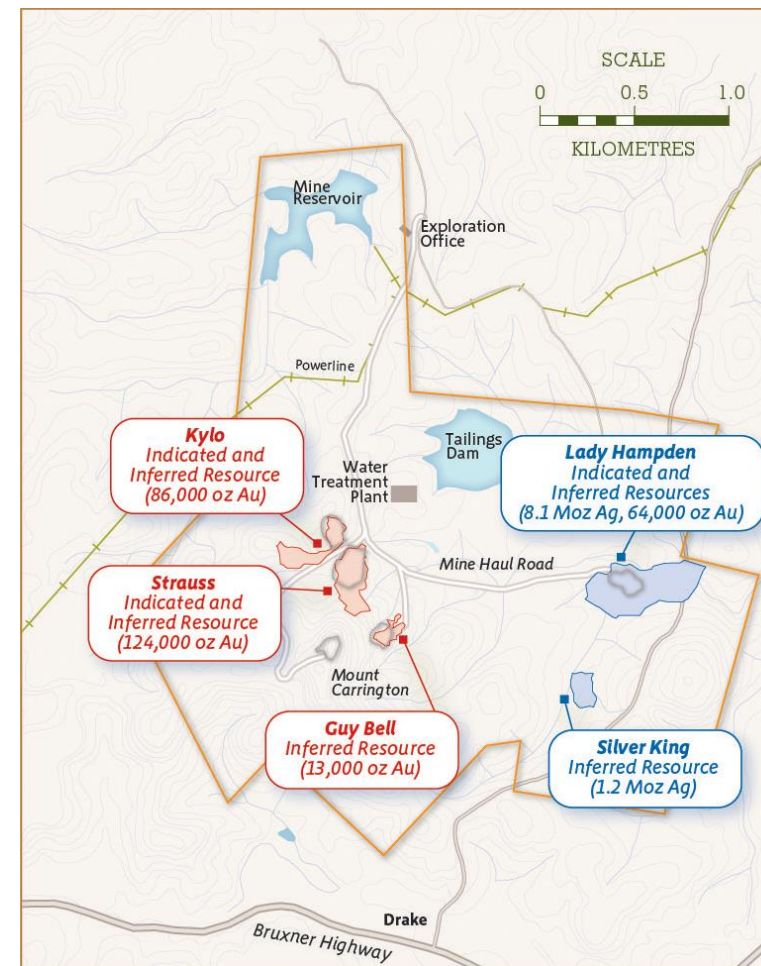 SCALE
0 0.5 1.0
KILOMETRES
Mine
Reservoir
Exploration
Office
Powerline
Kylo
Indicated and
Inferred Resource
(86,000 oz Au)
Tailings
Dam
Water
Treatment
Plant
Lady Hampden
Indicated and
Inferred Resources
(8.1 Moz Ag, 64,000 oz Au)
Mine Haul Road
Strauss
Indicated and
Inferred Resource
(124,000 oz Au)
Mount
Carrington
Guy Bell
Inferred Resource
(13,000 oz Au)
Silver King
Inferred Resource
(1.2 Moz Ag)
Drake
Bruxner Highway